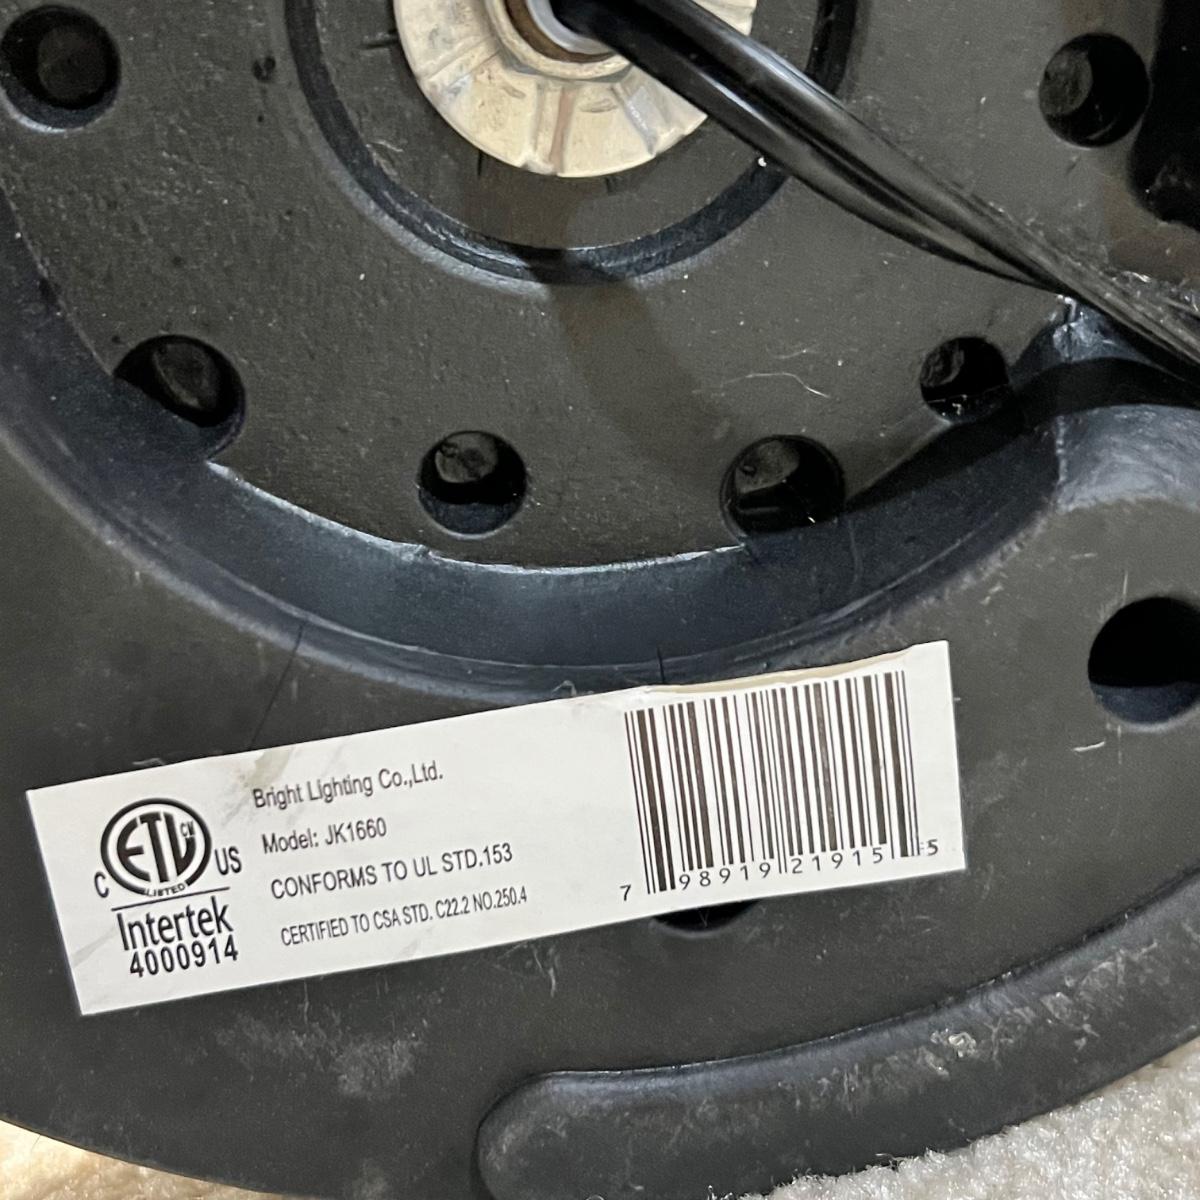 Bright Lighting Co.,Ltd.
Model: JK1660
CONFORMS TO UL STD.153
CERTIFIED TO CSA STD. C22.2 NO.250.4
C ETL CM US
LISTED
Intertek
4000914
7 98919 21915 5